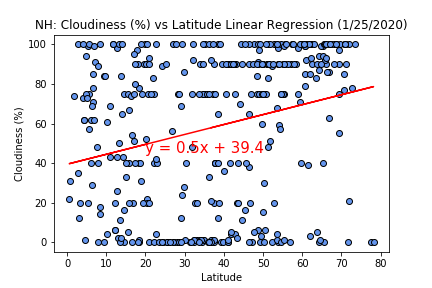 NH: Cloudiness (%) vs Latitude Linear Regression (1/25/2020)
100
80
60
40
20
0
Cloudiness (%)
y = 0.5x + 39.4
0 10 20 30 40 50 60 70 80
Latitude